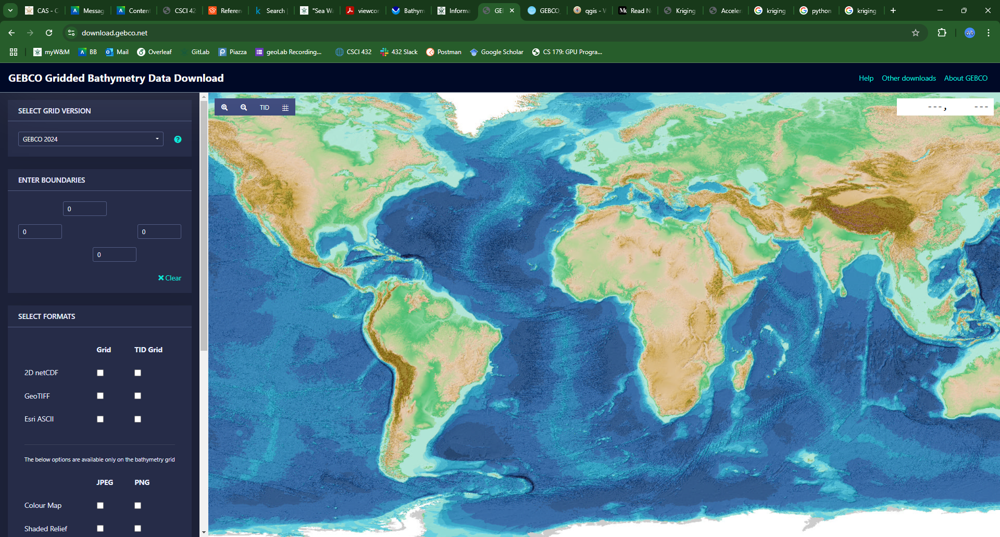 CAS - C
Messag
Content
CSCI 42
Referen
Search
"Sea Wa
viewcor
Bathym
Informa
GEI
GEBCO
qgis - V
Read N
Kriging
Acceler
kriging
python
kriging
download.gebco.net
myW&M
BB
Mail
Overleaf
GitLab
Piazza
geoLab Recording...
CSCI 432
432 Slack
Postman
Google Scholar
CS 179: GPU Progra...
GEBCO Gridded Bathymetry Data Download
Help
Other downloads
About GEBCO
SELECT GRID VERSION
GEBCO 2024
?
TID
---, ---
ENTER BOUNDARIES
0
0
0
0
Clear
SELECT FORMATS
Grid TID Grid
2D netCDF
GeoTIFF
Esri ASCII
The below options are available only on the bathymetry grid
JPEG PNG
Colour Map
Shaded Relief